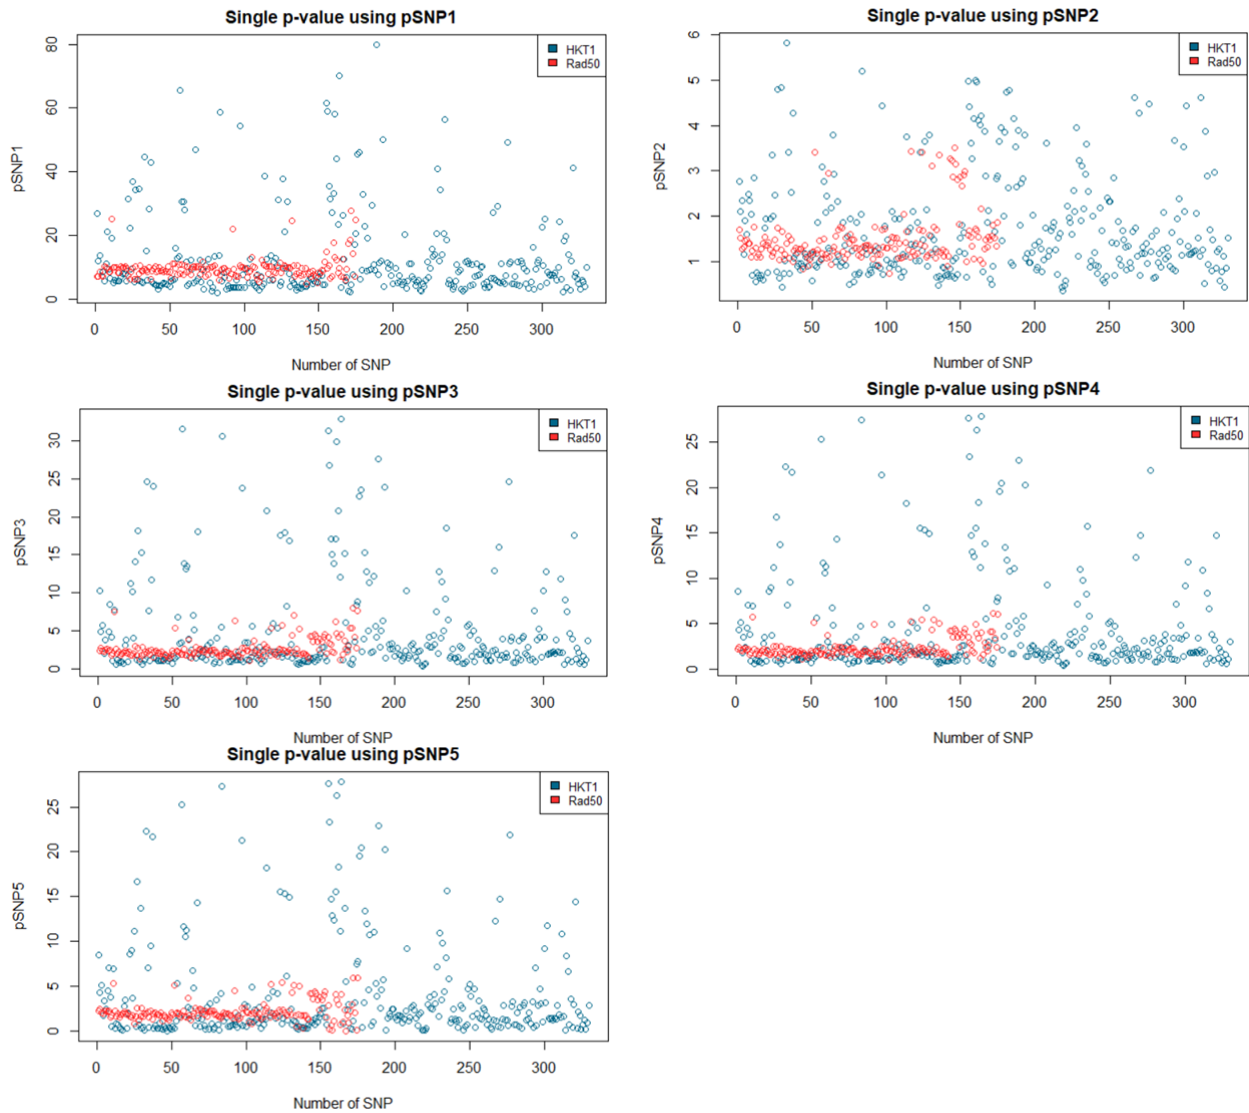 Single p-value using pSNP1
80
60
40
20
0
pSNP1
HKT1
Rad50
0 50 100 150 200 250 300
Number of SNP
Single p-value using pSNP2
6
5
4
3
2
1
pSNP2
HKT1
Rad50
0 50 100 150 200 250 300
Number of SNP
Single p-value using pSNP3
30
25
20
15
10
5
0
pSNP3
HKT1
Rad50
0 50 100 150 200 250 300
Number of SNP
Single p-value using pSNP4
25
20
15
10
5
0
pSNP4
HKT1
Rad50
0 50 100 150 200 250 300
Number of SNP
Single p-value using pSNP5
25
20
15
10
5
0
pSNP5
HKT1
Rad50
0 50 100 150 200 250 300
Number of SNP